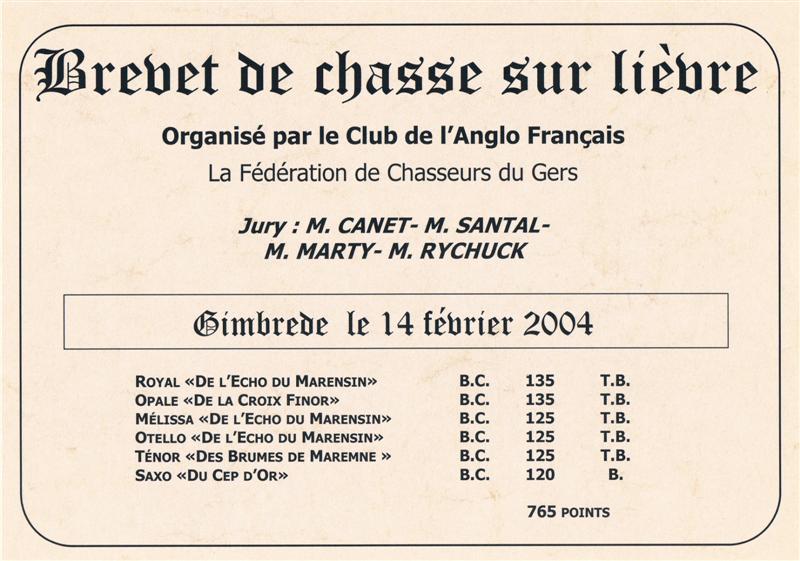 Brevet de chasse sur lièvre
Organisé par le Club de l'Anglo Français
La Fédération de Chasseurs du Gers
Jury : M. CANET- M. SANTAL-
M. MARTY- M. RYCHUCK
Gimbrede le 14 février 2004
ROYAL «DE L'ECHO DU MARENSIN» B.C. 135 T.B.
OPALE «DE LA CROIX FINOR» B.C. 135 T.B.
MÉLISSA «DE L'ECHO DU MARENSIN» B.C. 125 T.B.
OTELLO «DE L'ECHO DU MARENSIN» B.C. 125 T.B.
TÉNOR «DES BRUMES DE MAREMNE » B.C. 125 T.B.
SAXO «DU CEP D'OR» B.C. 120 B.
765 POINTS